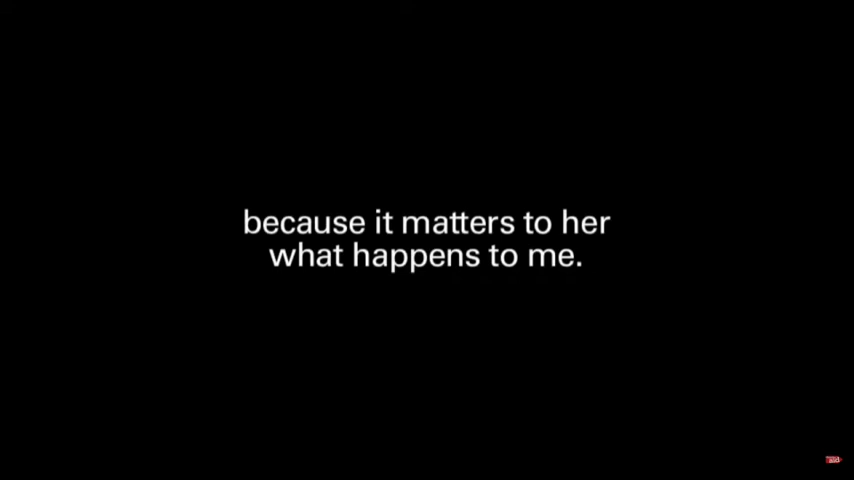 because it matters to her
what happens to me.